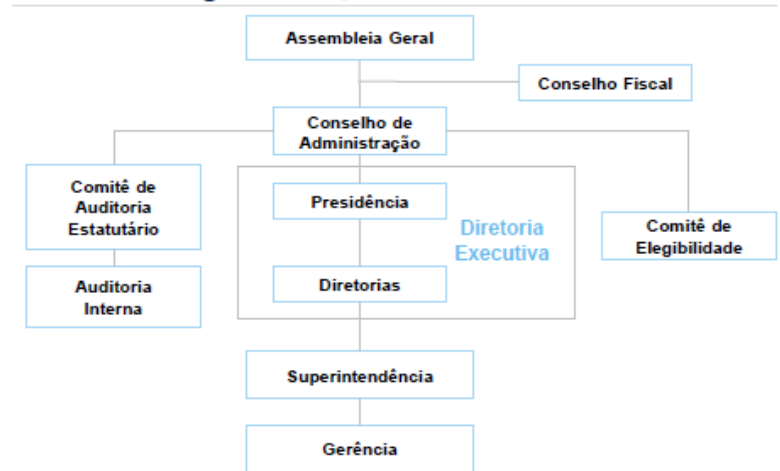 Assembleia Geral
Conselho Fiscal
Conselho de
Administração
Comitê de
Auditoria
Estatutário
Presidência
Diretoria
Executiva
Comitê de
Elegibilidade
Auditoria
Interna
Diretorias
Superintendência
Gerência